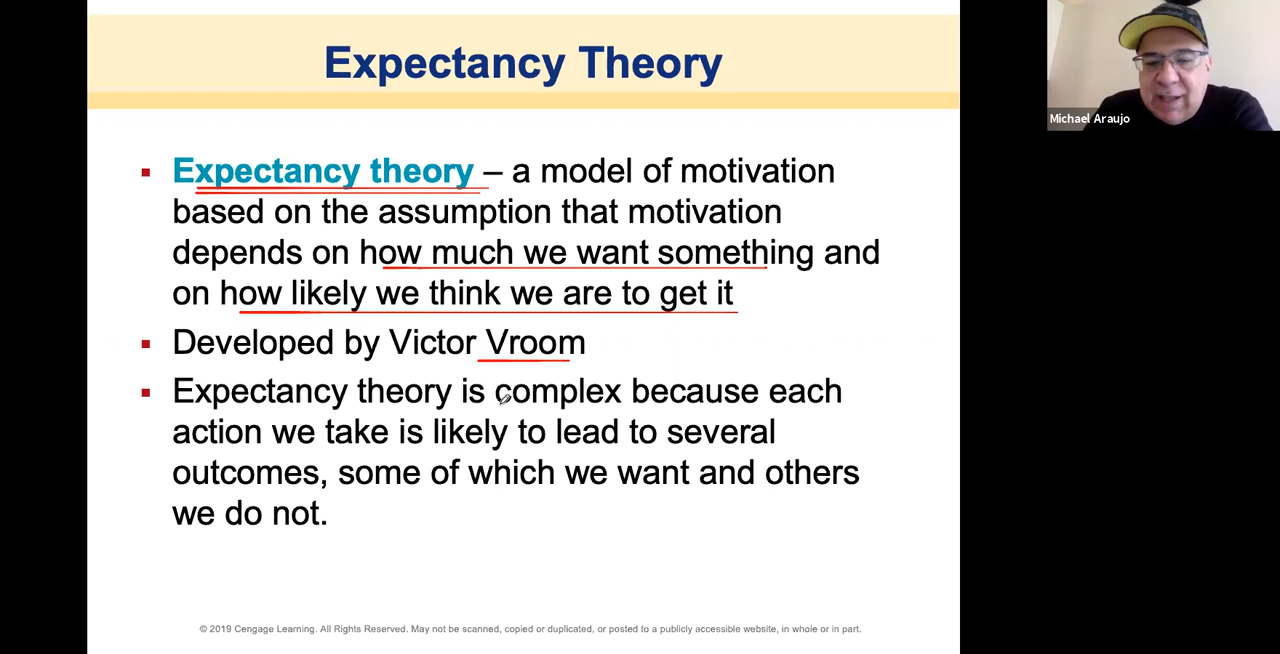 Expectancy Theory
Michael Araujo
▪ Expectancy theory – a model of motivation
based on the assumption that motivation
depends on how much we want something and
on how likely we think we are to get it
▪ Developed by Victor Vroom
▪ Expectancy theory is complex because each
action we take is likely to lead to several
outcomes, some of which we want and others
we do not.
© 2019 Cengage Learning. All Rights Reserved. May not be scanned, copied or duplicated, or posted to a publicly accessible website, in whole or in part.